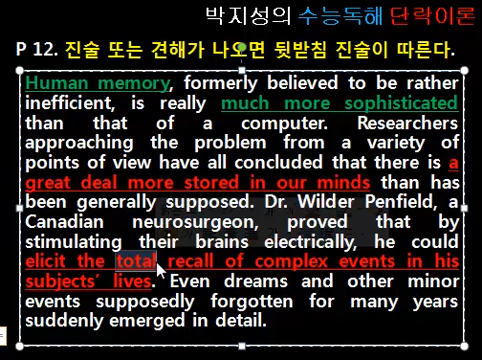 박지성의 수능독해 단락이론
P 12. 진술 또는 견해가 나오면 뒷받침 진술이 따른다.
Human memory, formerly believed to be rather
inefficient, is really much more sophisticated
than that of a computer. Researchers
approaching the problem from a variety of
points of view have all concluded that there is a
great deal more stored in our minds than has
been generally supposed. Dr. Wilder Penfield, a
Canadian neurosurgeon, proved that by
stimulating their brains electrically, he could
elicit the total recall of complex events in his
subjects' lives. Even dreams and other minor
events supposedly forgotten for many years
suddenly emerged in detail.